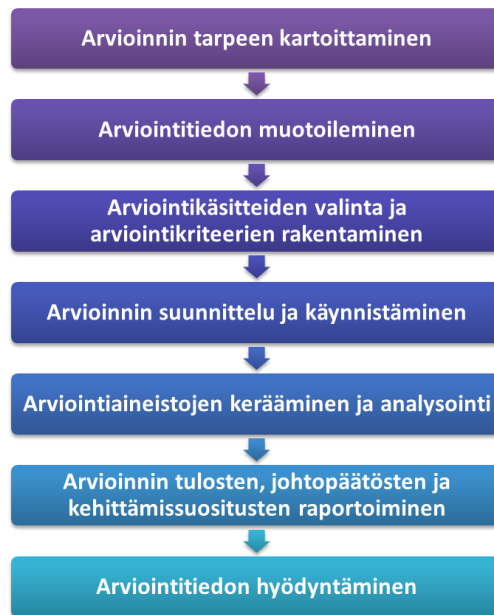 Arvioinnin tarpeen kartoittaminen
Arviointitiedon muotoileminen
Arviointikäsitteiden valinta ja
arviointikriteerien rakentaminen
Arvioinnin suunnittelu ja käynnistäminen
Arviointiaineistojen kerääminen ja analysointi
Arvioinnin tulosten, johtopäätösten ja
kehittämissuositusten raportoiminen
Arviointitiedon hyödyntäminen